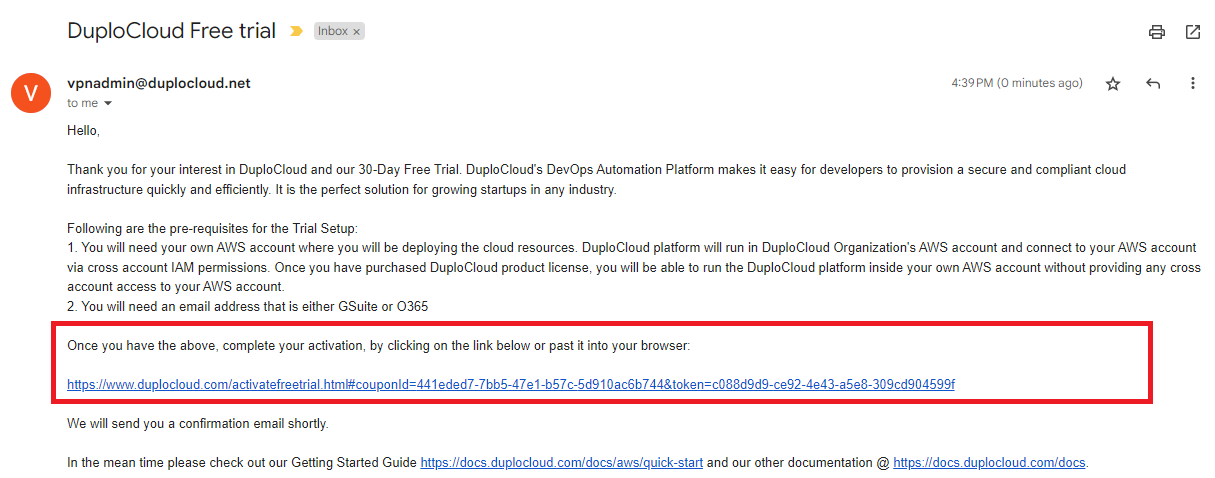 DuploCloud Free trial Inbox ×
V
vpnadmin@duplocloud.net 4:39 PM (0 minutes ago)
to me
Hello,
Thank you for your interest in DuploCloud and our 30-Day Free Trial. DuploCloud's DevOps Automation Platform makes it easy for developers to provision a secure and compliant cloud
infrastructure quickly and efficiently. It is the perfect solution for growing startups in any industry.
Following are the pre-requisites for the Trial Setup:
1. You will need your own AWS account where you will be deploying the cloud resources. DuploCloud platform will run in DuploCloud Organization's AWS account and connect to your AWS account
via cross account IAM permissions. Once you have purchased DuploCloud product license, you will be able to run the DuploCloud platform inside your own AWS account without providing any cross
account access to your AWS account.
2. You will need an email address that is either GSuite or O365
Once you have the above, complete your activation, by clicking on the link below or past it into your browser:
https://www.duplocloud.com/activatefreetrial.html#couponId=441eded7-7bb5-47e1-b57c-5d910ac6b744&token=c088d9d9-ce92-4e43-a5e8-309cd904599f
We will send you a confirmation email shortly.
In the mean time please check out our Getting Started Guide https://docs.duplocloud.com/docs/aws/quick-start and our other documentation @ https://docs.duplocloud.com/docs.